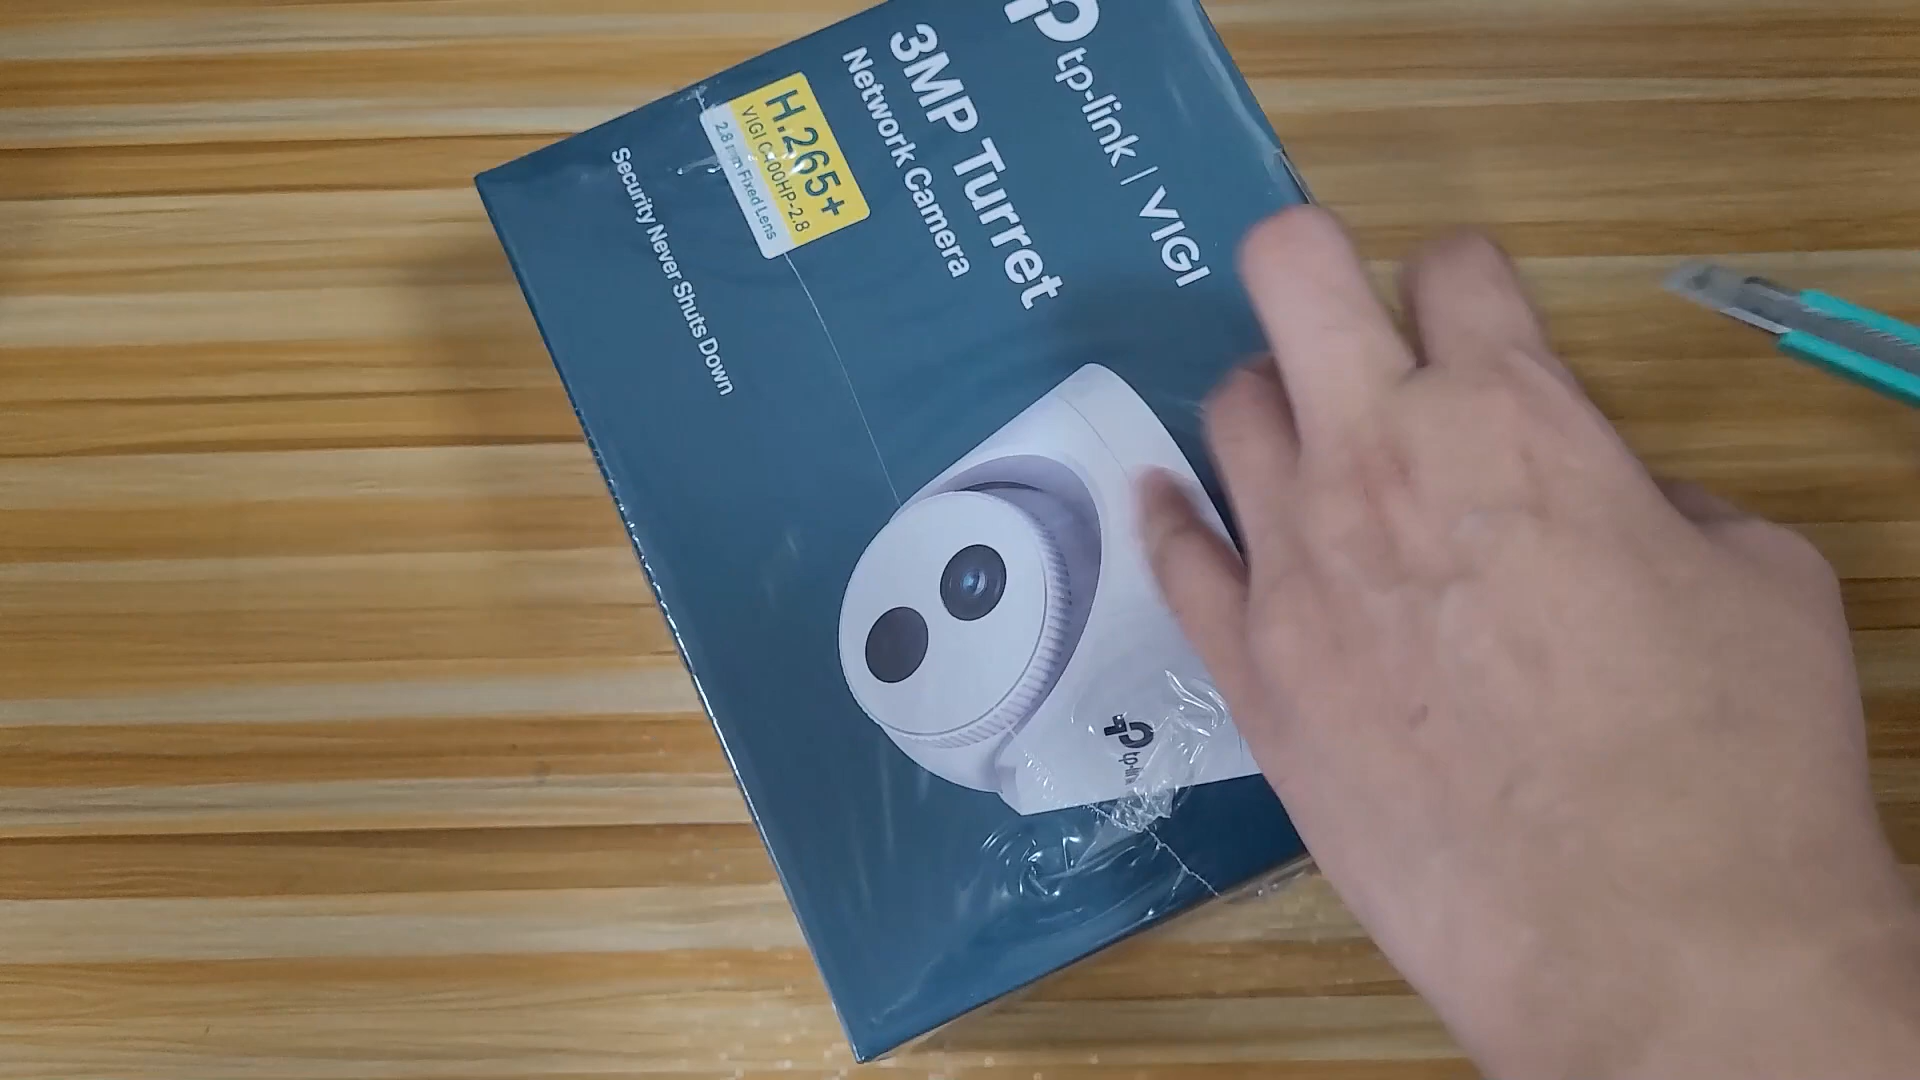 tp-link | VIGI
3MP Turret
Network Camera
H.265+
VIGI C400HP-2.8
2.8 mm Fixed Lens
Security Never Shuts Down
tp-lin